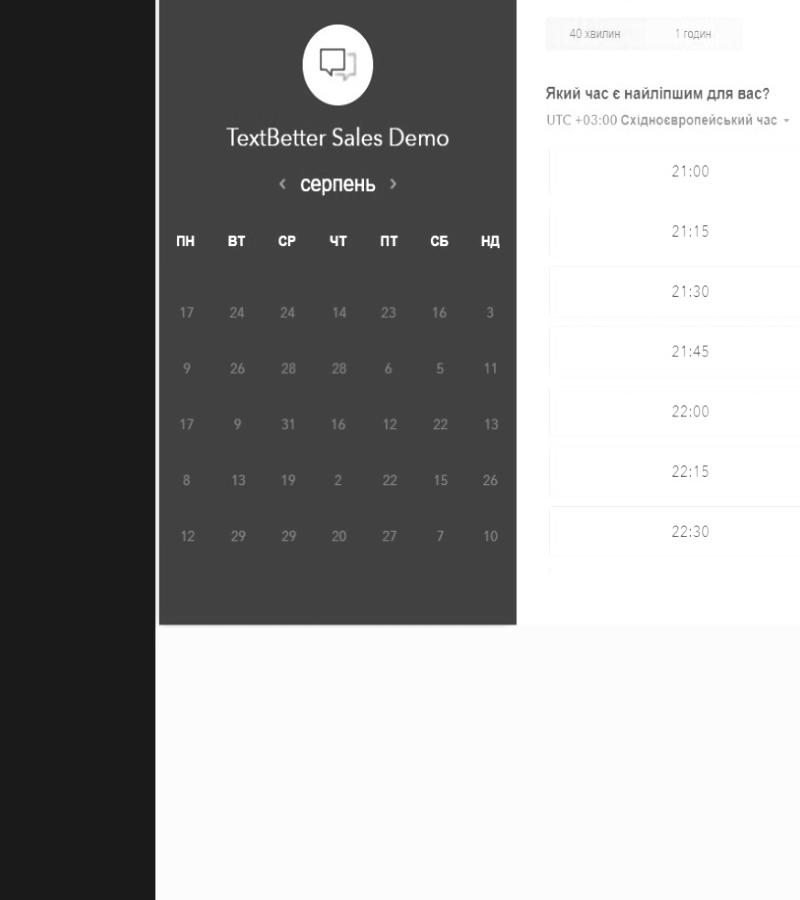 TextBetter Sales Demo
‹ серпень ›
ПН ВТ СР ЧТ ПТ СБ НД
17 24 24 14 23 16 3
9 26 28 28 6 5 11
17 9 31 16 12 22 13
8 13 19 2 22 15 26
12 29 29 20 27 7 10
40 хвилин 1 годин
Який час є найліпшим для вас?
UTC +03:00 Східноєвропейський час
21:00
21:15
21:30
21:45
22:00
22:15
22:30